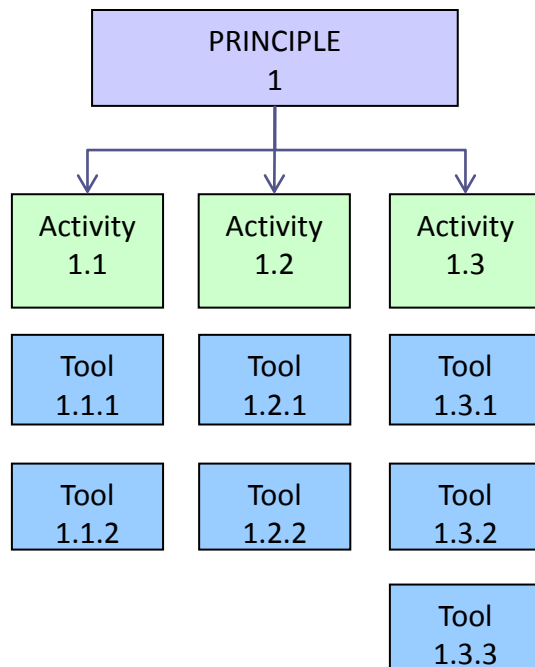 PRINCIPLE
1
Activity
1.1
Activity
1.2
Activity
1.3
Tool
1.1.1
Tool
1.2.1
Tool
1.3.1
Tool
1.1.2
Tool
1.2.2
Tool
1.3.2
Tool
1.3.3